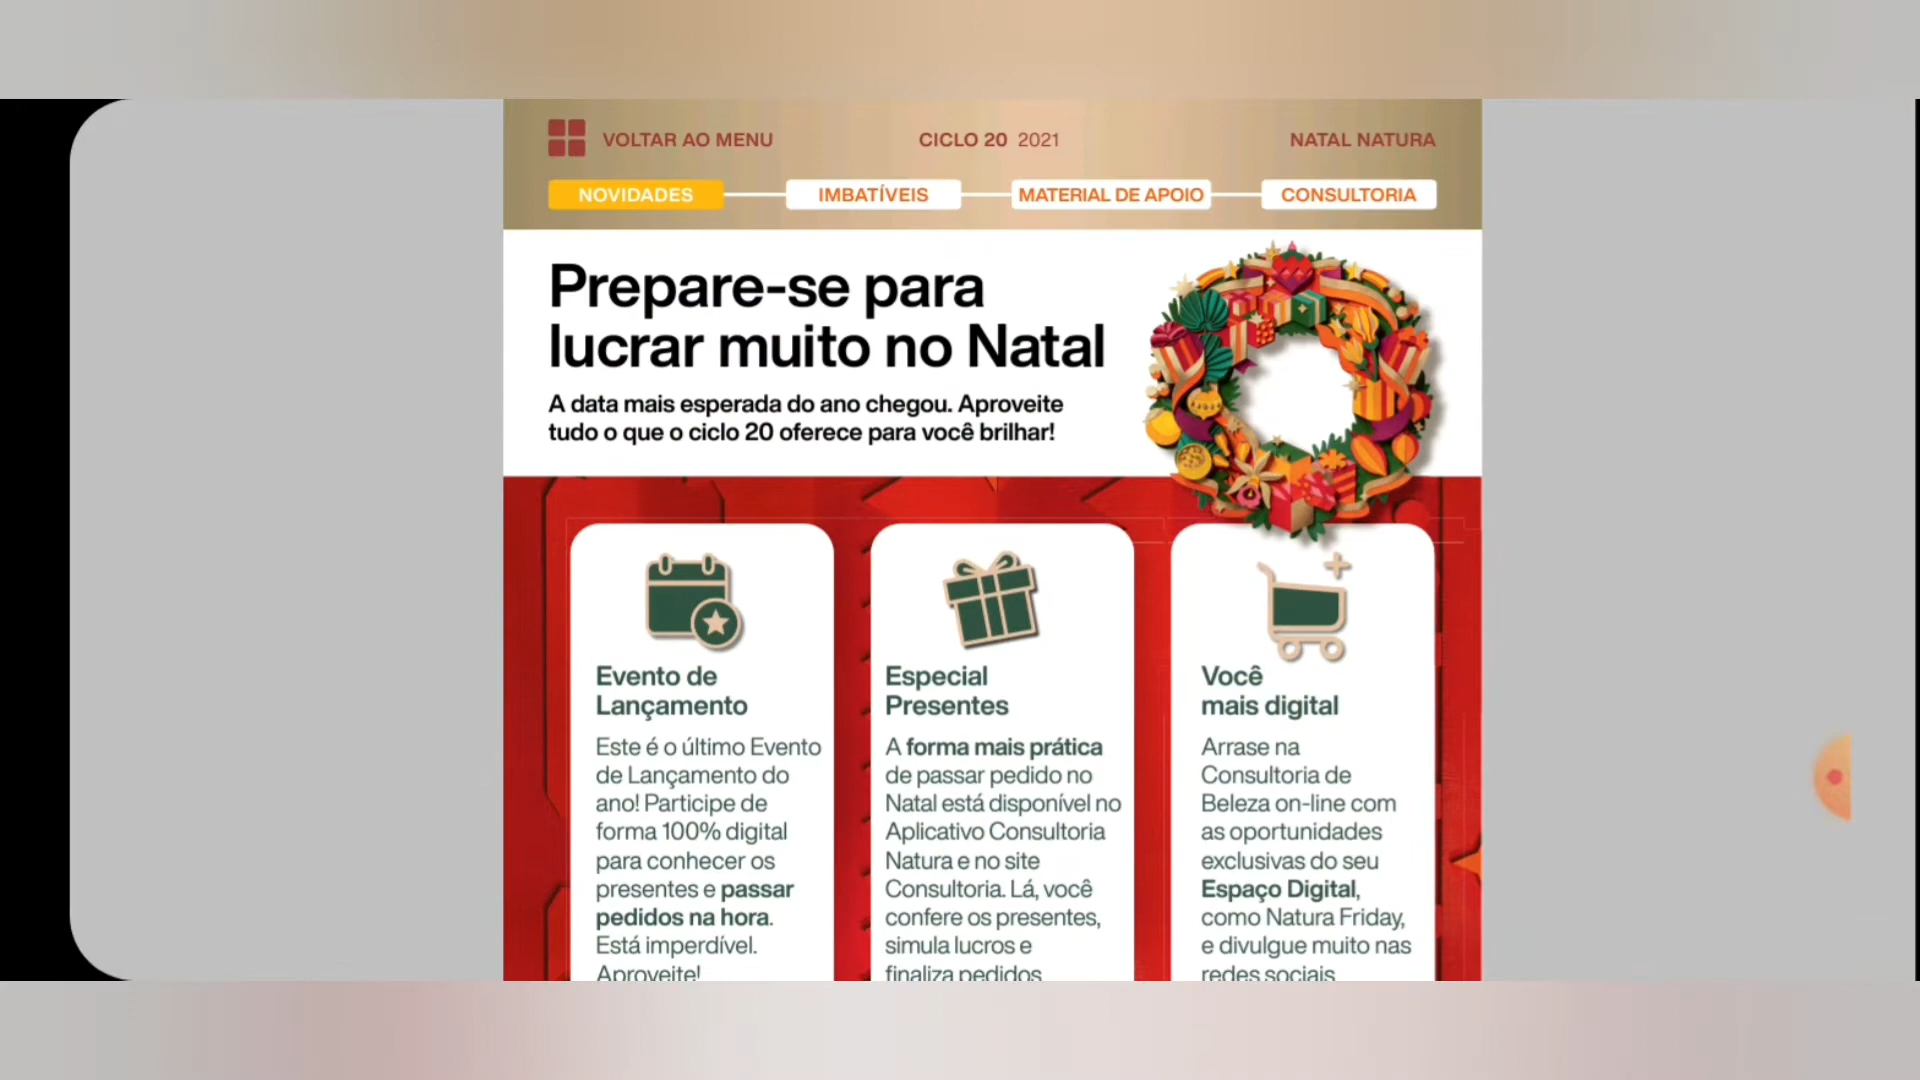 VOLTAR AO MENU
CICLO 20 2021
NATAL NATURA
NOVIDADES
IMBATÍVEIS
MATERIAL DE APOIO
CONSULTORIA
Prepare-se para
lucrar muito no Natal
A data mais esperada do ano chegou. Aproveite
tudo o que o ciclo 20 oferece para você brilhar!
Evento de
Lançamento
Este é o último Evento
de Lançamento do
ano! Participe de
forma 100% digital
para conhecer os
presentes e passar
pedidos na hora.
Está imperdível.
Aproveite!
Especial
Presentes
A forma mais prática
de passar pedido no
Natal está disponível no
Aplicativo Consultoria
Natura e no site
Consultoria. Lá, você
confere os presentes,
simula lucros e
finaliza pedidos
Você
mais digital
Arrase na
Consultoria de
Beleza on-line com
as oportunidades
exclusivas do seu
Espaço Digital,
como Natura Friday,
e divulgue muito nas
redes sociais